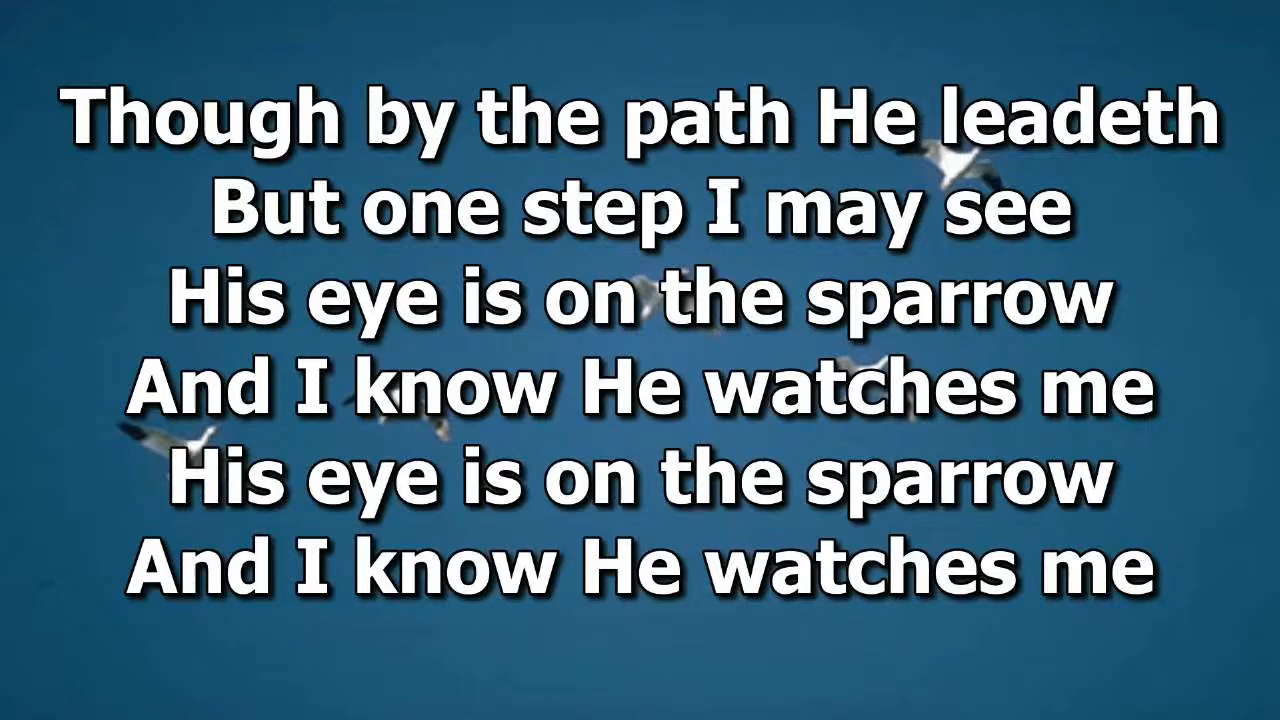 Though by the path He leadeth
But one step I may see
His eye is on the sparrow
And I know He watches me
His eye is on the sparrow
And I know He watches me